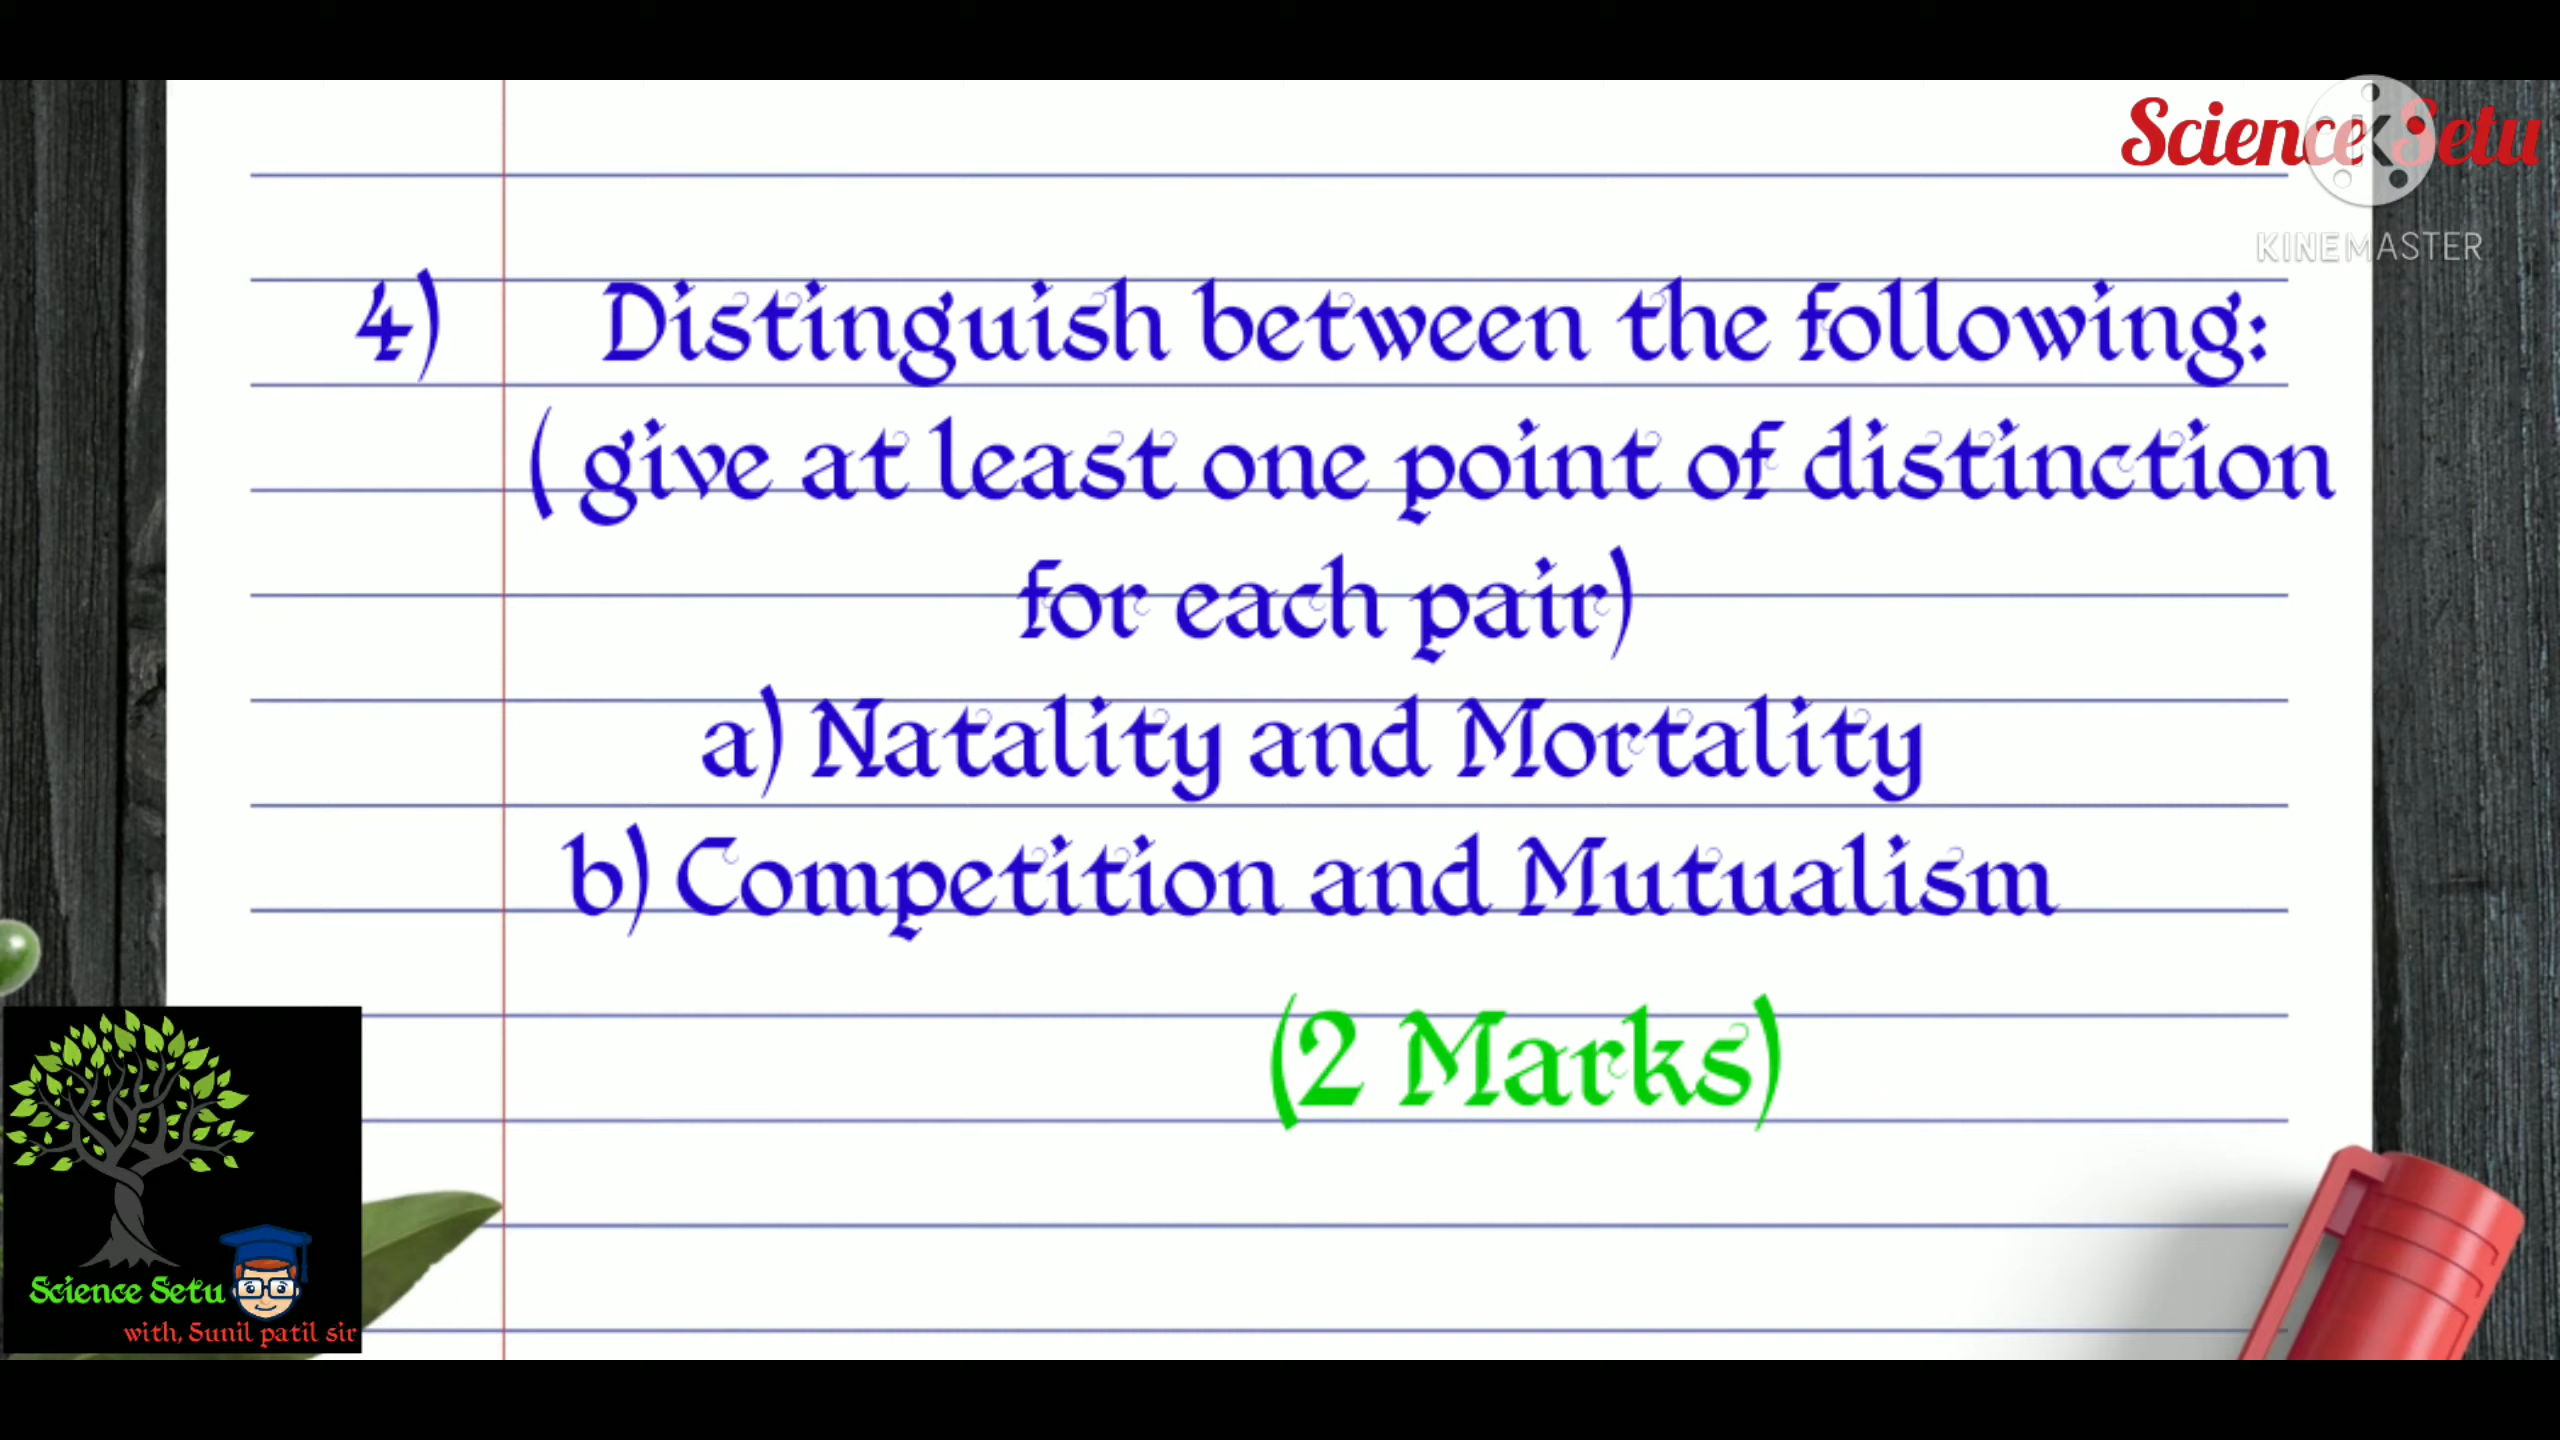 Science Setu
K
KINEMASTER
4) Distinguish between the following:
( give at least one point of distinction
for each pair)
a) Natality and Mortality
b) Competition and Mutualism
(2 Marks)
Science Setu
with, Sunil patil sir